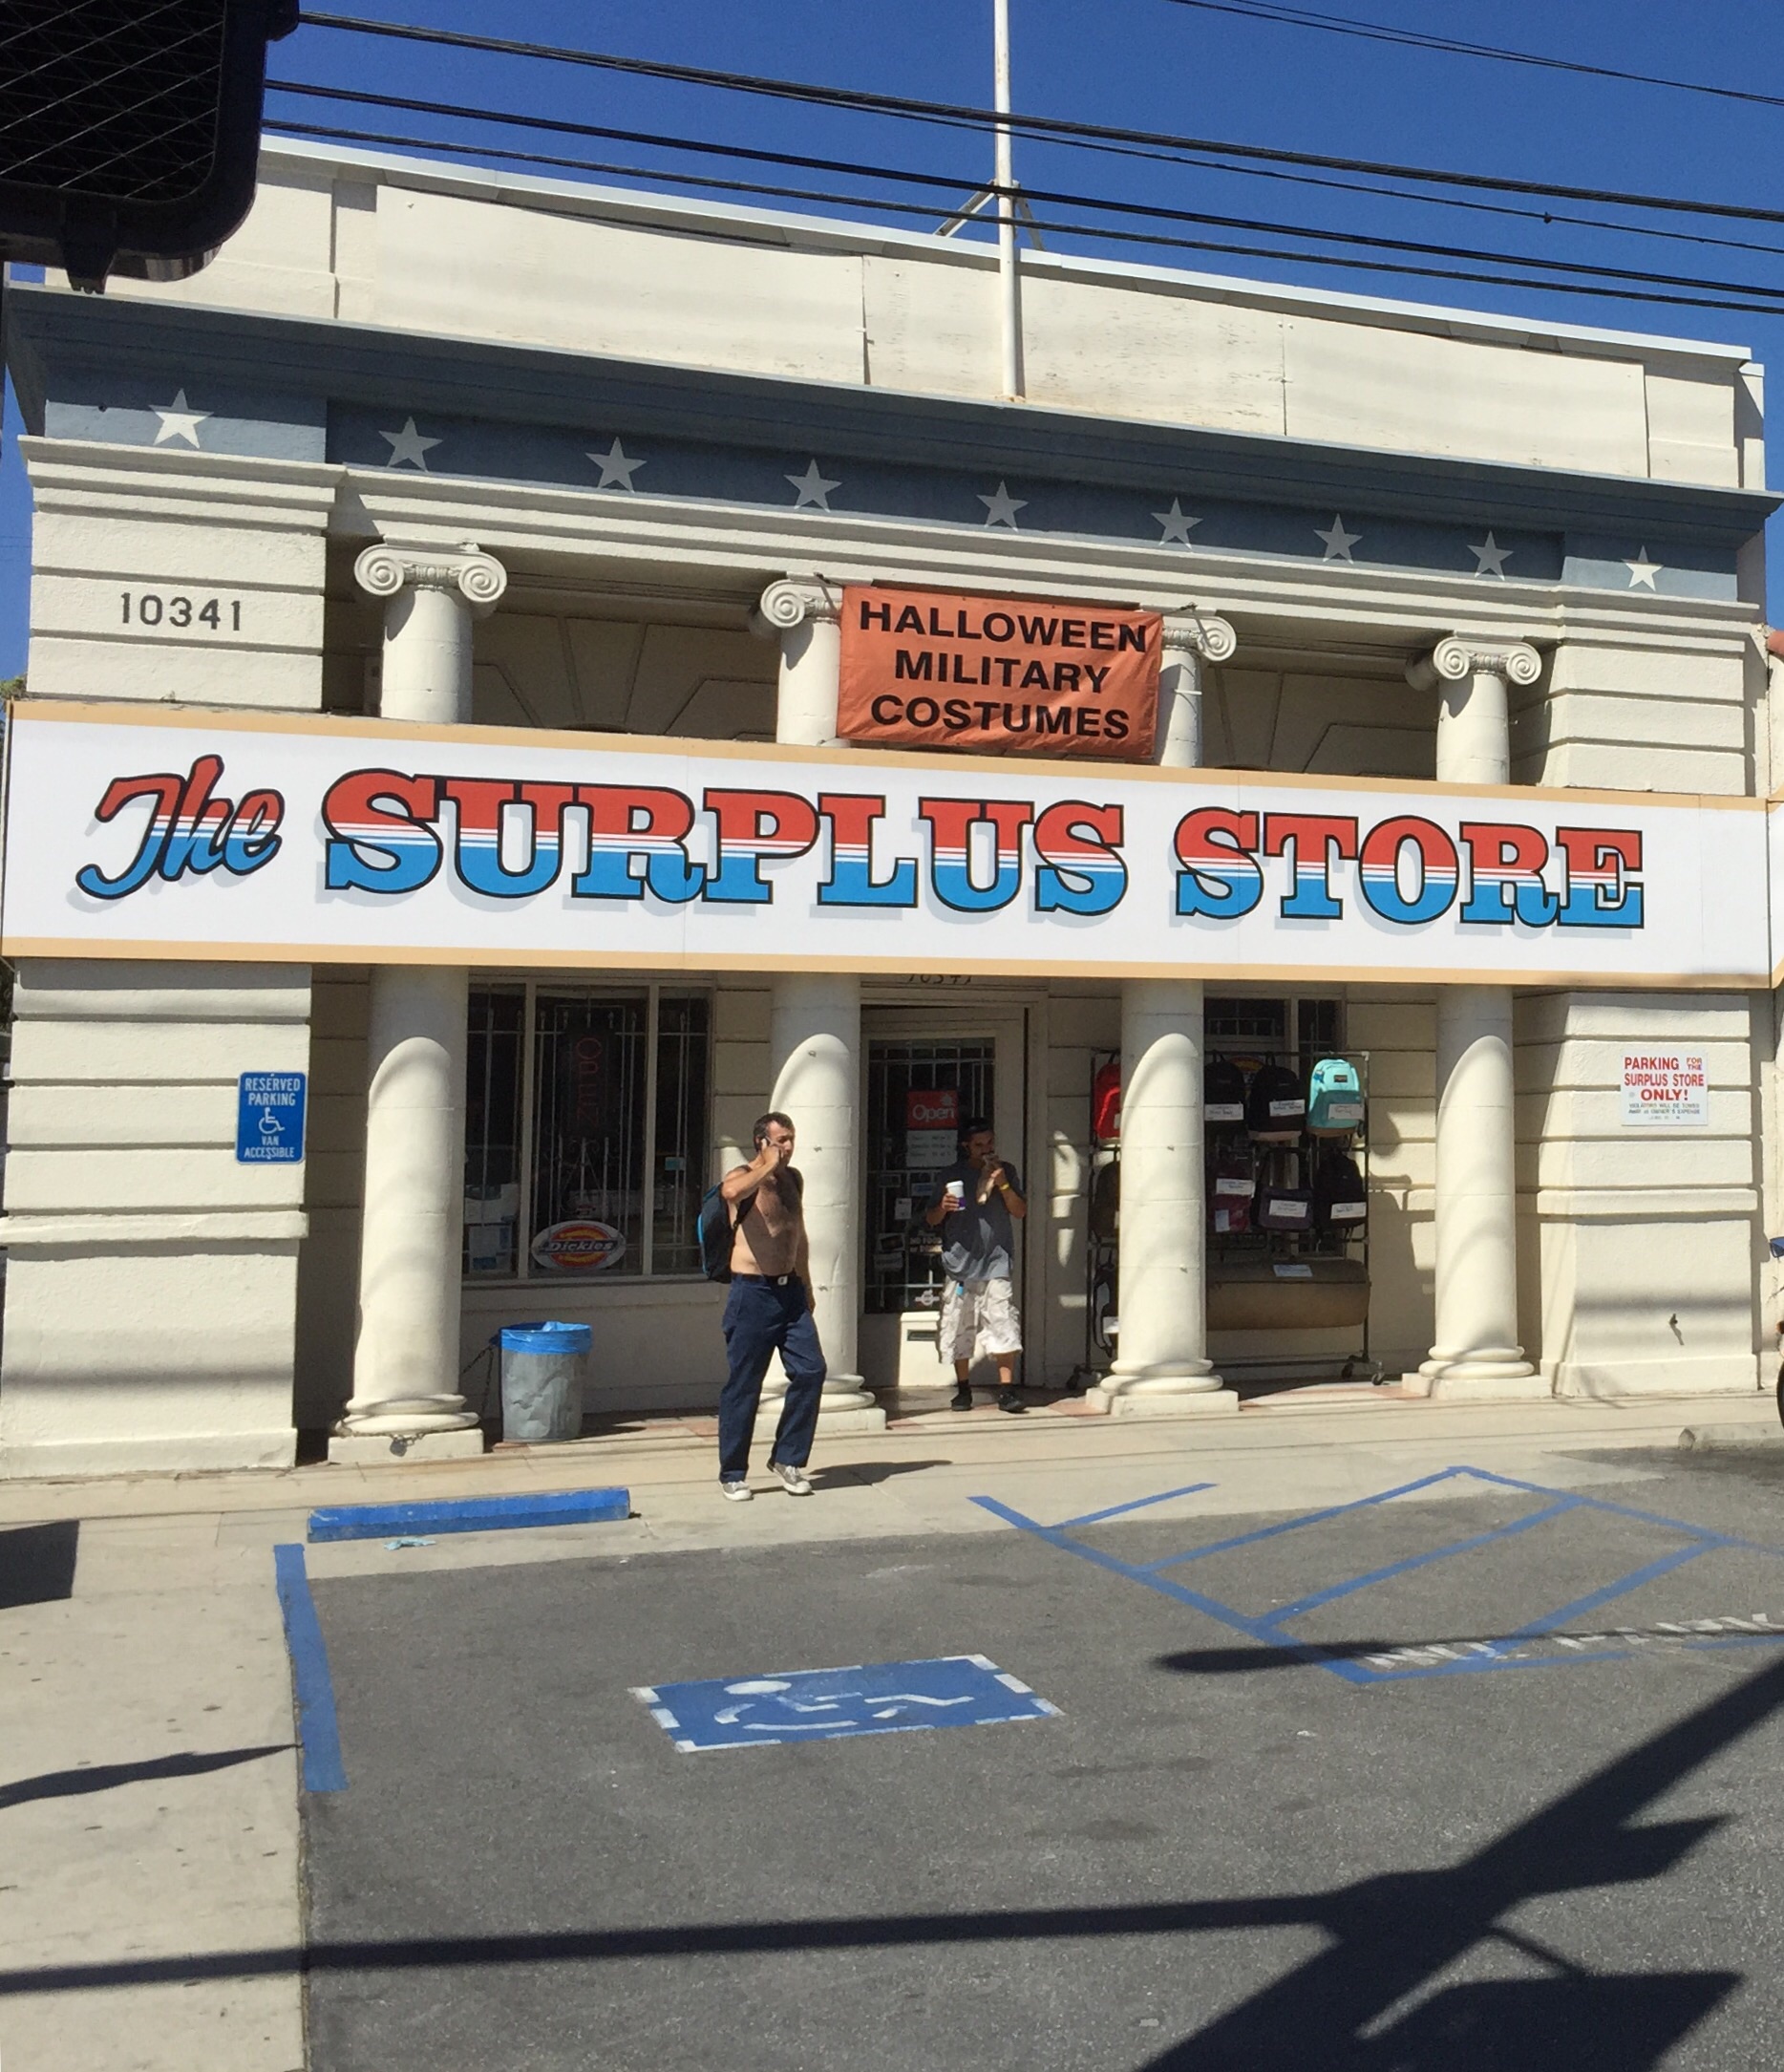 10341
HALLOWEEN
MILITARY
COSTUMES
The SURPLUS STORE
10341
RESERVED
PARKING
VAN
ACCESSIBLE
PARKING FOR THE
SURPLUS STORE
ONLY!
Open
Dickies